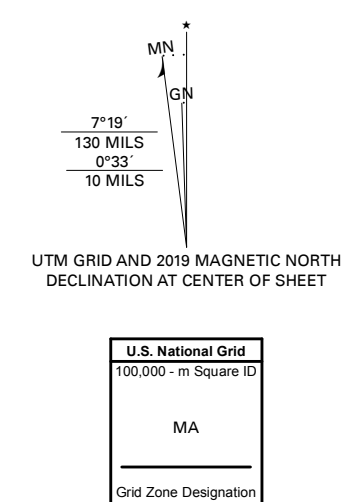 ★
MN
GN
7°19´
130 MILS
0°33´
10 MILS
UTM GRID AND 2019 MAGNETIC NORTH
DECLINATION AT CENTER OF SHEET
U.S. National Grid
100,000 - m Square ID
MA
Grid Zone Designation